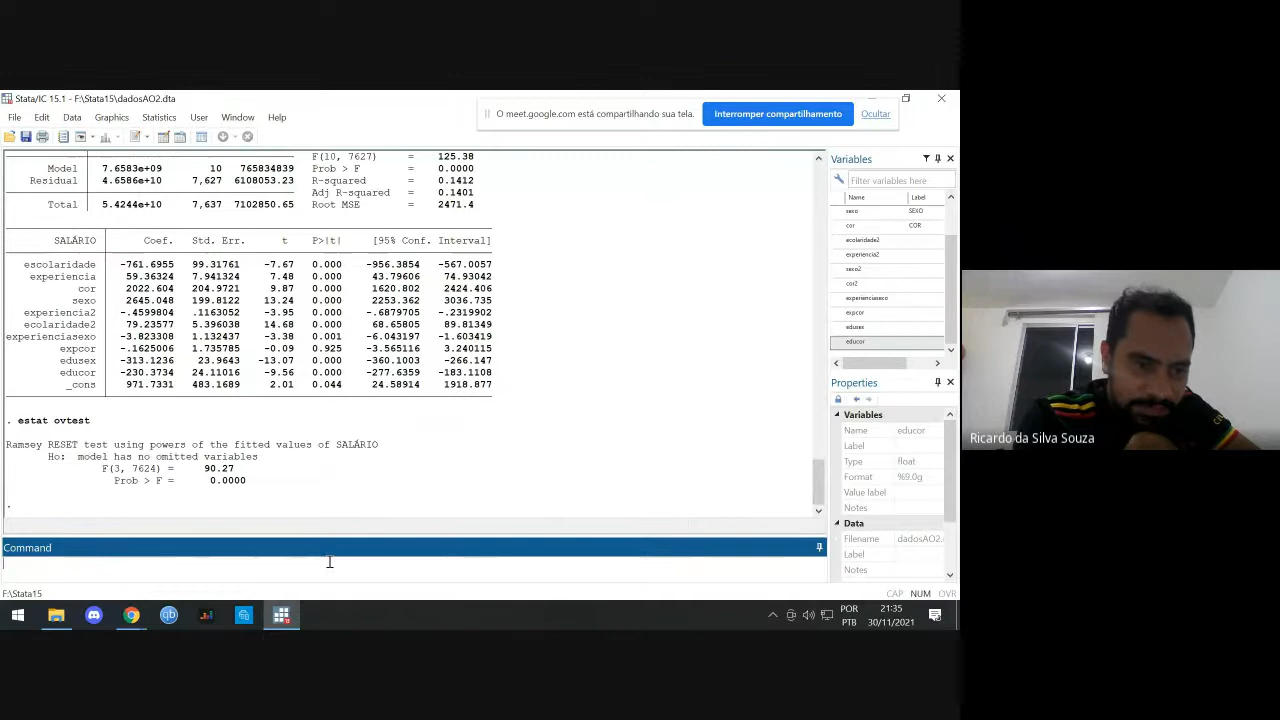 Stata/IC 15.1 - F:\Stata15\dadosAO2.dta
O meet.google.com está compartilhando sua tela. Interromper compartilhamento Ocultar
File Edit Data Graphics Statistics User Window Help
F(10, 7627) = 125.38
Model 7.6583e+09 10 765834839 Prob > F = 0.0000
Residual 4.6586e+10 7,627 6108053.23 R-squared = 0.1412
Adj R-squared = 0.1401
Total 5.4244e+10 7,637 7102850.65 Root MSE = 2471.4
SALÁRIO Coef. Std. Err. t P>|t| [95% Conf. Interval]
escolaridade -761.6955 99.31761 -7.67 0.000 -956.3854 -567.0057
experiencia 59.36324 7.941324 7.48 0.000 43.79606 74.93042
cor 2022.604 204.9721 9.87 0.000 1620.802 2424.406
sexo 2645.048 199.8122 13.24 0.000 2253.362 3036.735
experiencia2 -.4599804 .1163052 -3.95 0.000 -.6879705 -.2319902
ecolaridade2 79.23577 5.396038 14.68 0.000 68.65805 89.81349
experienciasexo -3.823308 1.132437 -3.38 0.001 -6.043197 -1.603419
expcor -.1625006 1.735785 -0.09 0.925 -3.565116 3.240115
edusex -313.1236 23.9643 -13.07 0.000 -360.1003 -266.147
educor -230.3734 24.11016 -9.56 0.000 -277.6359 -183.1108
_cons 971.7331 483.1689 2.01 0.044 24.58914 1918.877
. estat ovtest
Ramsey RESET test using powers of the fitted values of SALÁRIO
Ho: model has no omitted variables
F(3, 7624) = 90.27
Prob > F = 0.0000
.
Command
F:\Stata15
Variables
Filter variables here
Name Label
sexo SEXO
cor COR
ecolaridade2
experiencia2
sexo2
cor2
experienciasexo
expcor
edusex
educor
Properties
Variables
Name educor
Label
Type float
Format %9.0g
Value label
Notes
Data
Filename dadosAO2.
Label
Notes
CAP NUM OVR
POR
PTB
21:35
30/11/2021
Ricardo da Silva Souza